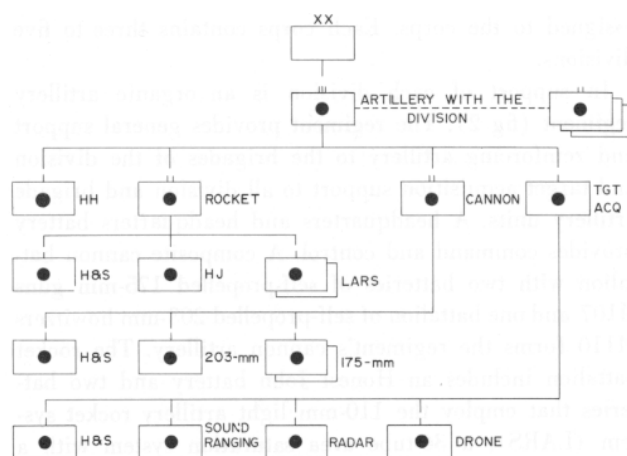 XX
ARTILLERY WITH THE
DIVISION
HH
ROCKET
CANNON
TGT
ACQ
H&S
HJ
LARS
H&S
203-mm
175-mm
H&S
SOUND
RANGING
RADAR
DRONE